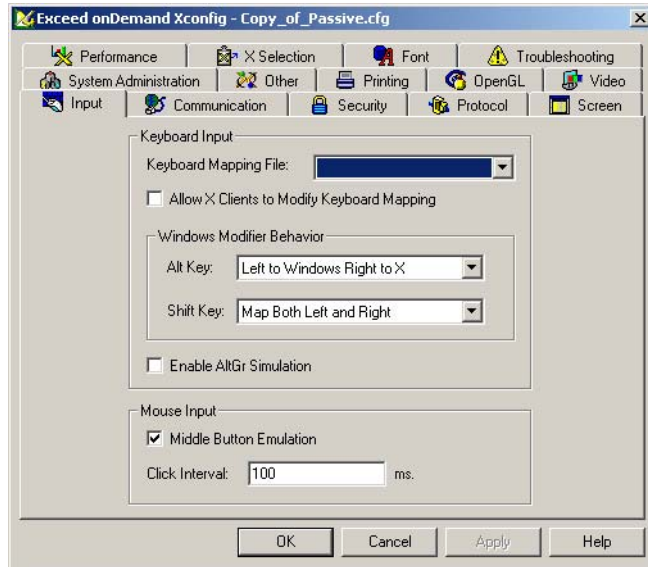 Exceed onDemand Xconfig - Copy_of_Passive.cfg
Performance X Selection Font Troubleshooting
System Administration Other Printing OpenGL Video
Input Communication Security Protocol Screen
Keyboard Input
Keyboard Mapping File:
Allow X Clients to Modify Keyboard Mapping
Windows Modifier Behavior
Alt Key: Left to Windows Right to X
Shift Key: Map Both Left and Right
Enable AltGr Simulation
Mouse Input
Middle Button Emulation
Click Interval: 100 ms.
OK Cancel Apply Help